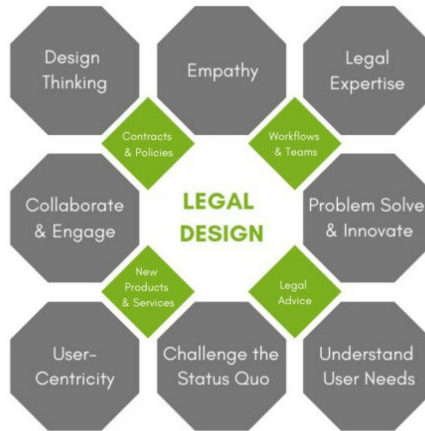 Design
Thinking
Empathy
Legal
Expertise
Contracts
& Policies
Workflows
& Teams
Collaborate
& Engage
LEGAL
DESIGN
Problem Solve
& Innovate
New
Products
& Services
Legal
Advice
User-
Centricity
Challenge the
Status Quo
Understand
User Needs